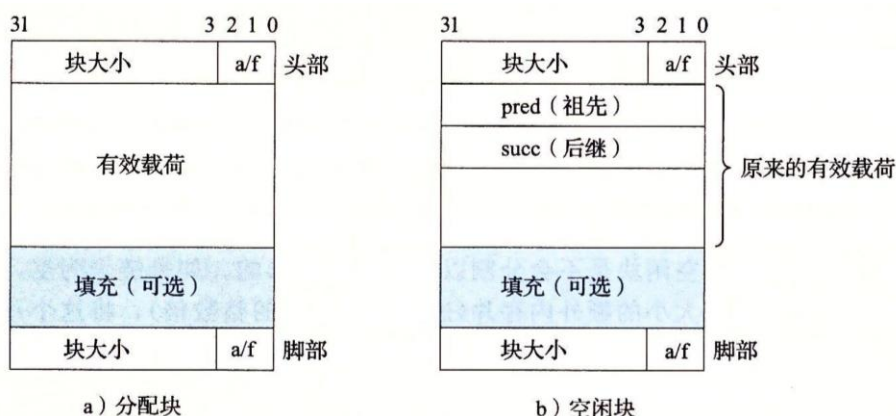 31 3 2 1 0
块大小 a/f 头部
有效载荷
填充（可选）
块大小 a/f 脚部
a）分配块
31 3 2 1 0
块大小 a/f 头部
pred（祖先）
succ（后继）
原来的有效载荷
填充（可选）
块大小 a/f 脚部
b）空闲块